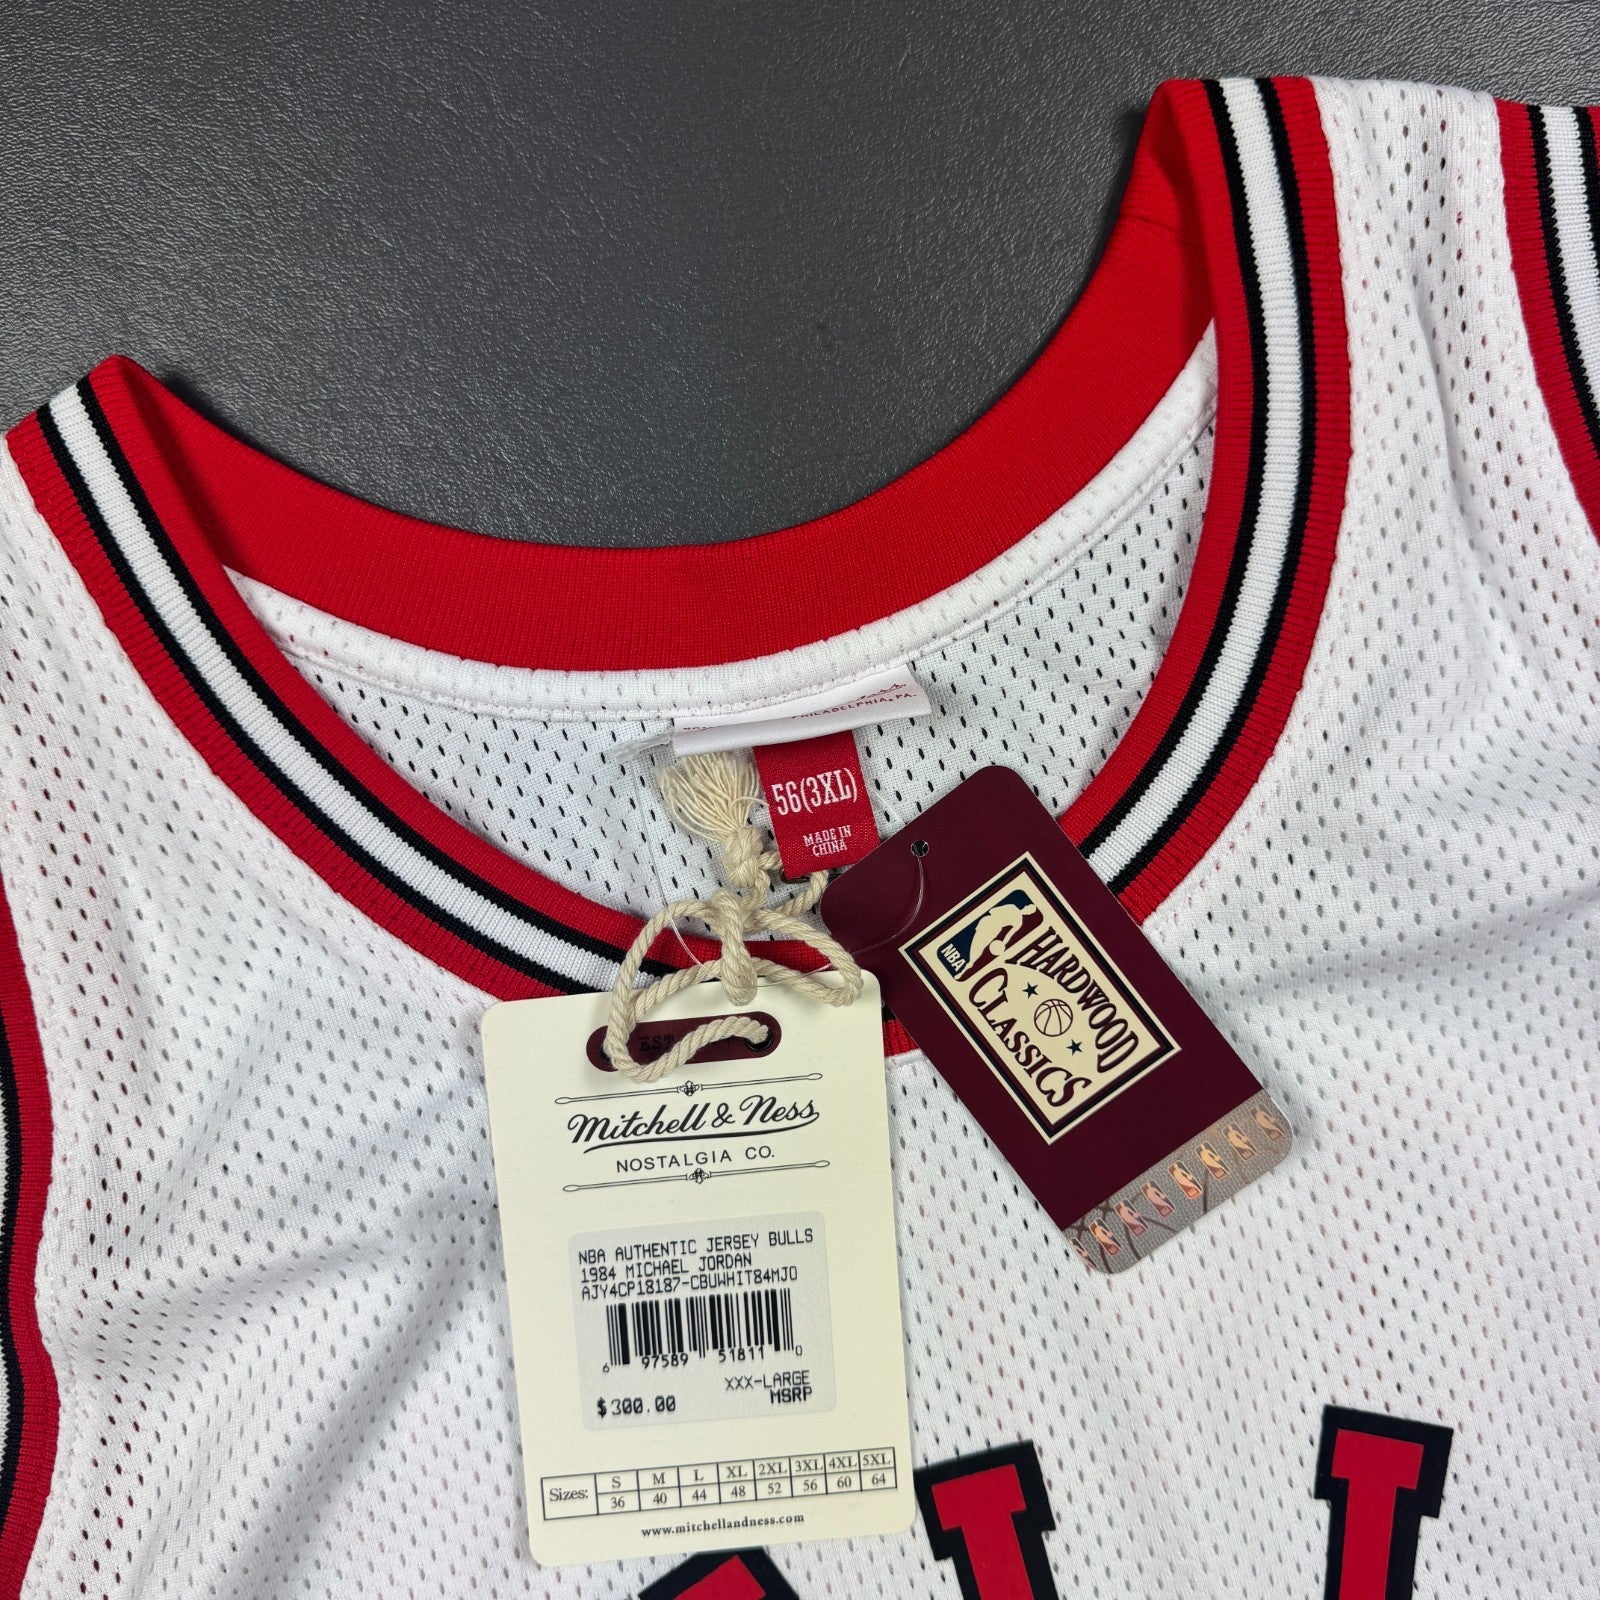 PHILADELPHIA, PA.
56(3XL)
MADE IN
CHINA
NBA
HARDWOOD
CLASSICS
EST
Mitchell & Ness
NOSTALGIA CO.
NBA AUTHENTIC JERSEY BULLS
1984 MICHAEL JORDAN
AJY4CP18187-CBUWHIT84MJO
6 97589 51811 0
XXX-LARGE
$300.00 MSRP
Sizes: S M L XL 2XL 3XL 4XL 5XL
36 40 44 48 52 56 60 64
www.mitchellandness.com